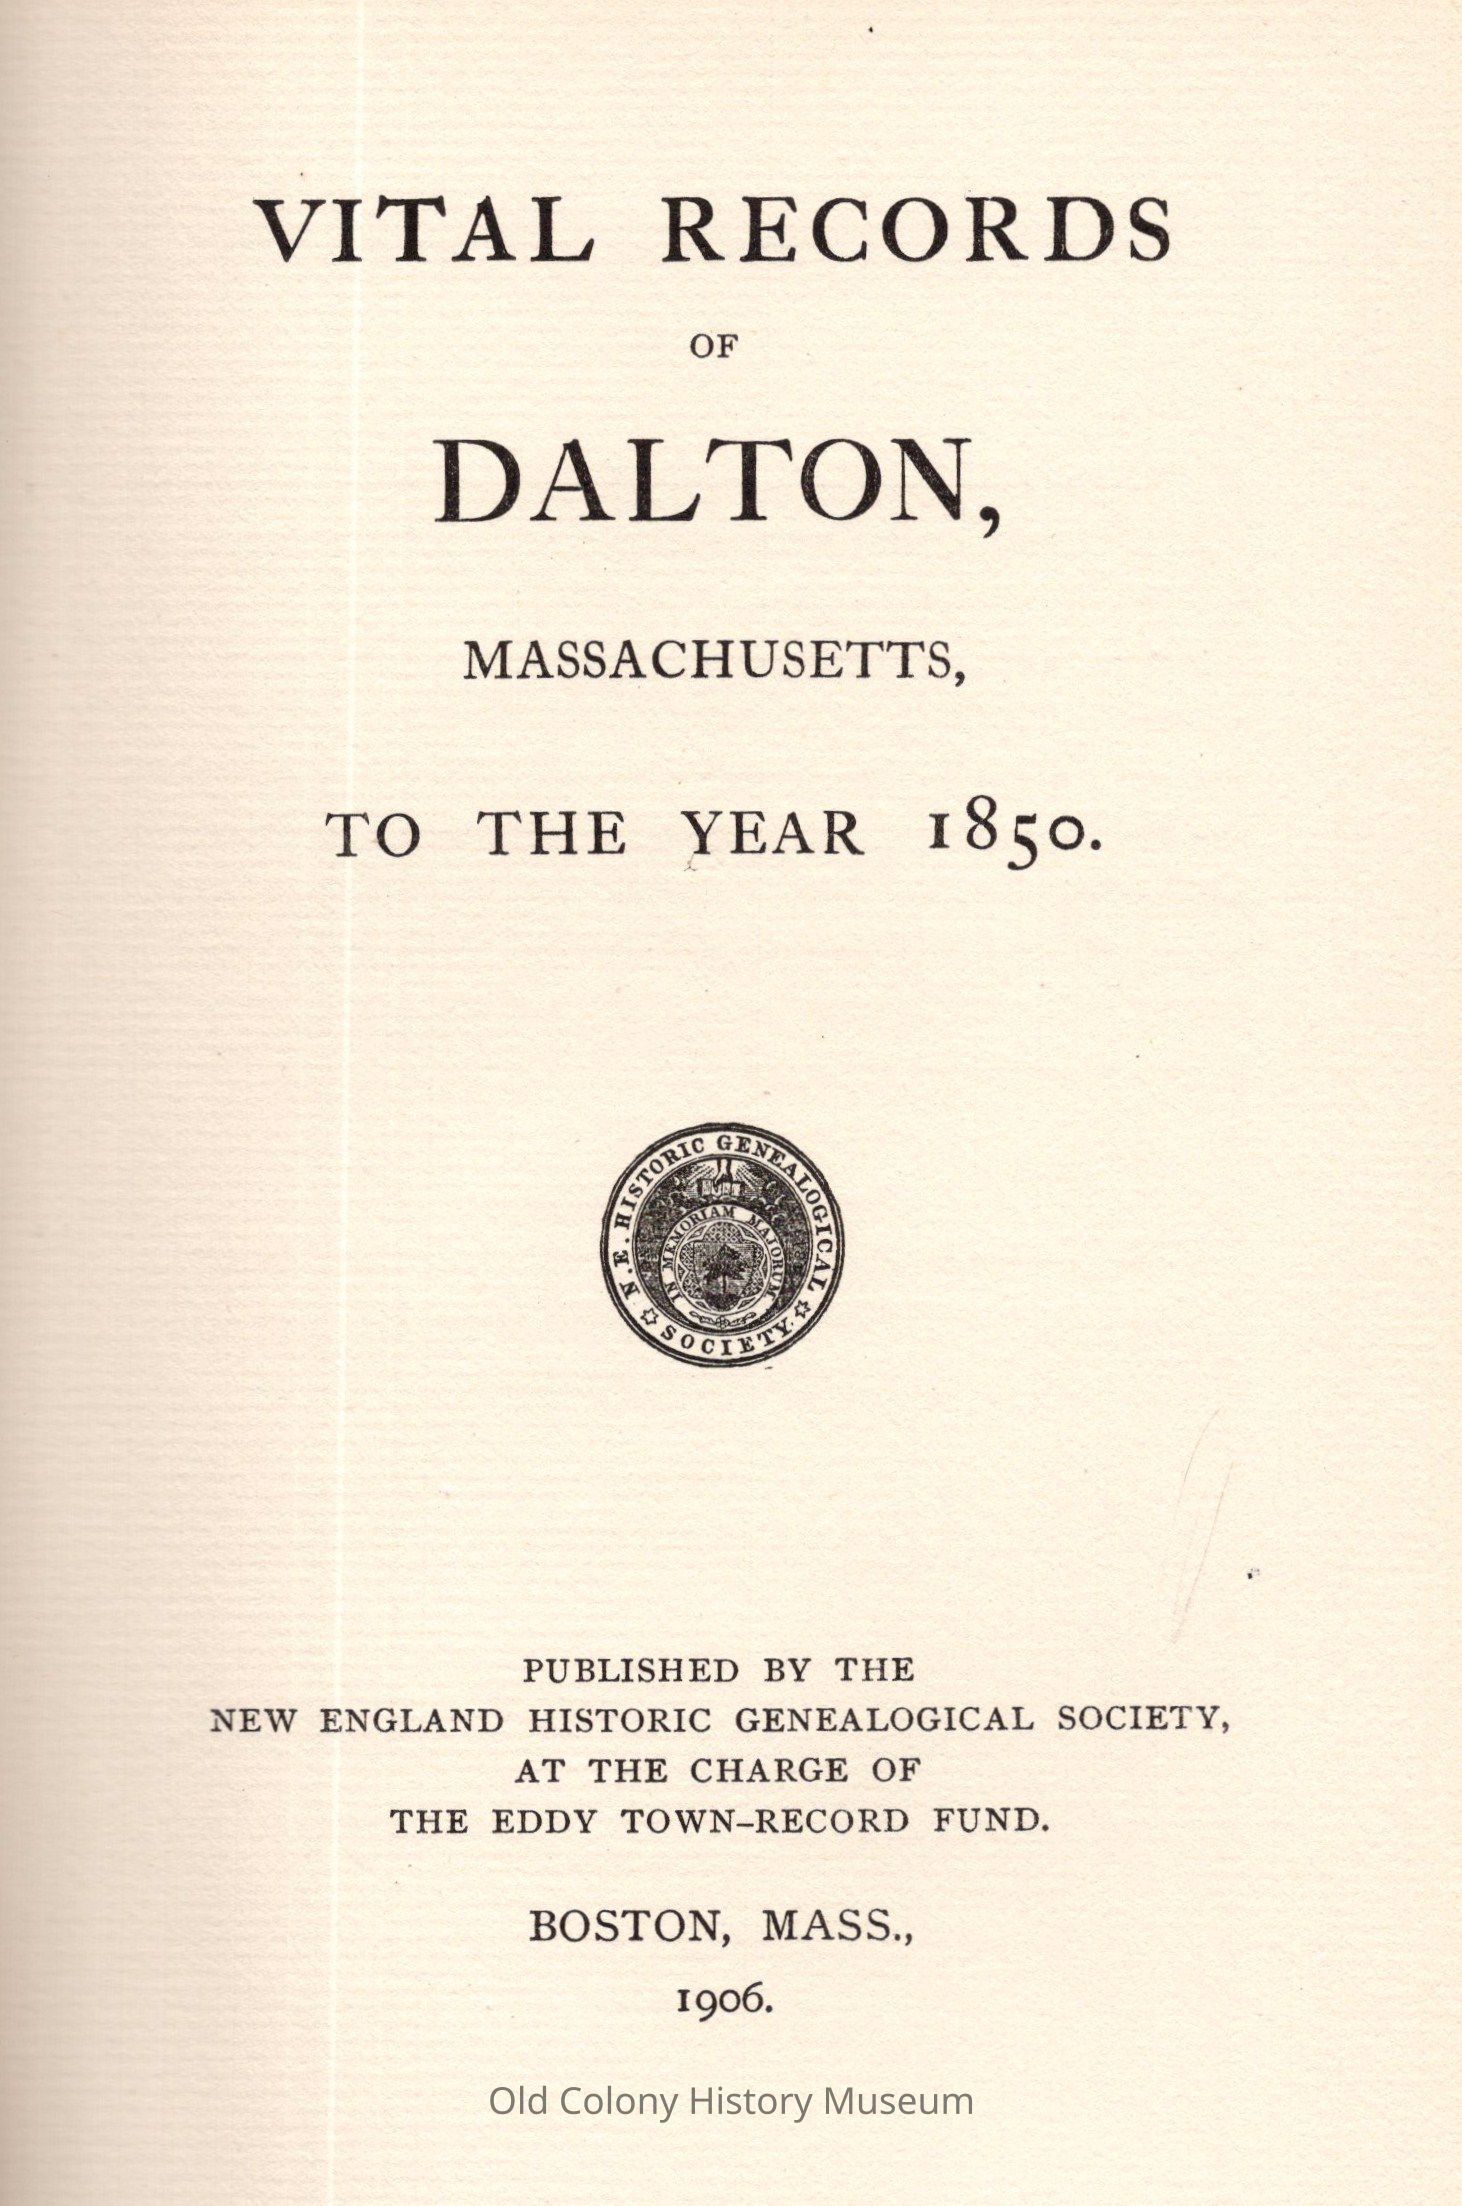 VITAL RECORDS
OF
DALTON,
MASSACHUSETTS,
TO THE YEAR 1850.
N. E. HISTORIC GENEALOGICAL
SOCIETY.
IN MEMORIAM MAJORUM
PUBLISHED BY THE
NEW ENGLAND HISTORIC GENEALOGICAL SOCIETY,
AT THE CHARGE OF
THE EDDY TOWN–RECORD FUND.
BOSTON, MASS.,
1906.
Old Colony History Museum